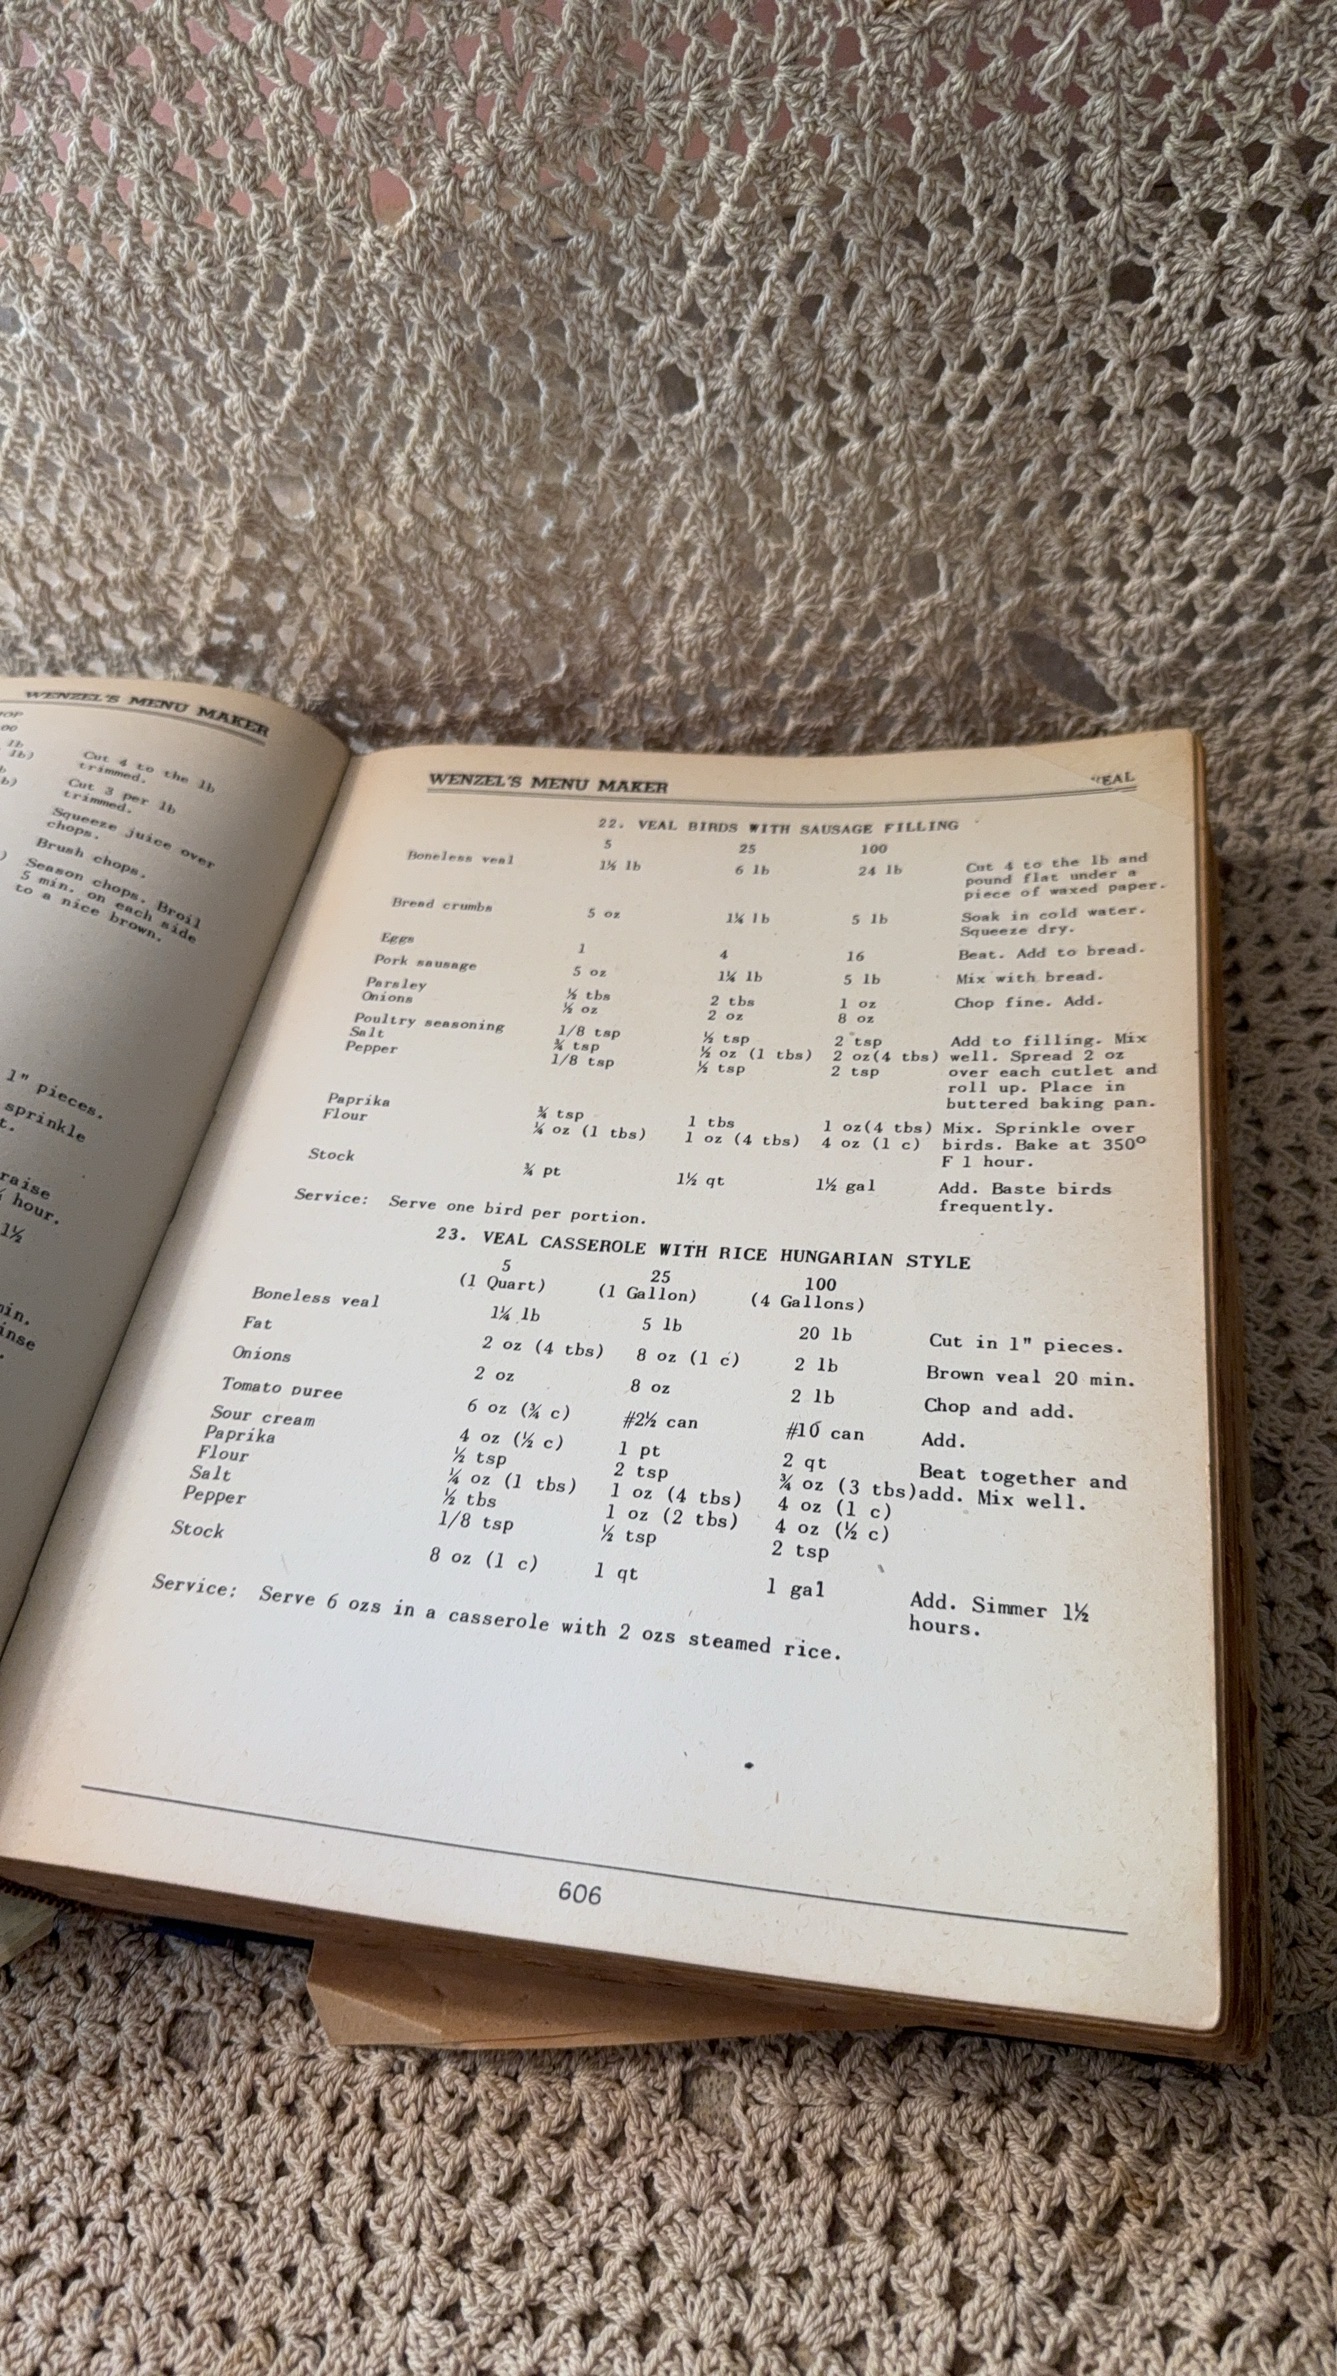 WENZEL'S MENU MAKER
lb
lb)
Cut 4 to the lb
trimmed.
Cut 3 per lb
trimmed.
Squeeze juice over
chops.
Brush chops.
Season chops. Broil
5 min. on each side
to a nice brown.
1" pieces.
sprinkle
raise
hour.
1½
WENZEL'S MENU MAKER VEAL
22. VEAL BIRDS WITH SAUSAGE FILLING
5 25 100
Boneless veal 1½ lb 6 lb 24 lb Cut 4 to the lb and
pound flat under a
piece of waxed paper.
Bread crumbs 5 oz 1¼ lb 5 lb Soak in cold water.
Squeeze dry.
Eggs 1 4 16 Beat. Add to bread.
Pork sausage 5 oz 1¼ lb 5 lb Mix with bread.
Parsley ½ tbs 2 tbs 1 oz Chop fine. Add.
Onions ½ oz 2 oz 8 oz
Poultry seasoning 1/8 tsp ½ tsp 2 tsp Add to filling. Mix
Salt ¾ tsp ½ oz (1 tbs) 2 oz(4 tbs) well. Spread 2 oz
Pepper 1/8 tsp ½ tsp 2 tsp over each cutlet and
roll up. Place in
buttered baking pan.
Paprika ¾ tsp 1 tbs 1 oz(4 tbs) Mix. Sprinkle over
Flour ¼ oz (1 tbs) 1 oz (4 tbs) 4 oz (1 c) birds. Bake at 350°
F 1 hour.
Stock ¾ pt 1½ qt 1½ gal Add. Baste birds
frequently.
Service: Serve one bird per portion.
23. VEAL CASSEROLE WITH RICE HUNGARIAN STYLE
5 25 100
(1 Quart) (1 Gallon) (4 Gallons)
Boneless veal 1¼ lb 5 lb 20 lb Cut in 1" pieces.
Fat 2 oz (4 tbs) 8 oz (1 c) 2 lb Brown veal 20 min.
Onions 2 oz 8 oz 2 lb Chop and add.
Tomato puree 6 oz (¾ c) #2½ can #10 can Add.
Sour cream 4 oz (½ c) 1 pt 2 qt Beat together and
Paprika ½ tsp 2 tsp ¾ oz (3 tbs)add. Mix well.
Flour ¼ oz (1 tbs) 1 oz (4 tbs) 4 oz (1 c)
Salt ½ tbs 1 oz (2 tbs) 4 oz (½ c)
Pepper 1/8 tsp ½ tsp 2 tsp
Stock 8 oz (1 c) 1 qt 1 gal Add. Simmer 1½
hours.
Service: Serve 6 ozs in a casserole with 2 ozs steamed rice.
606